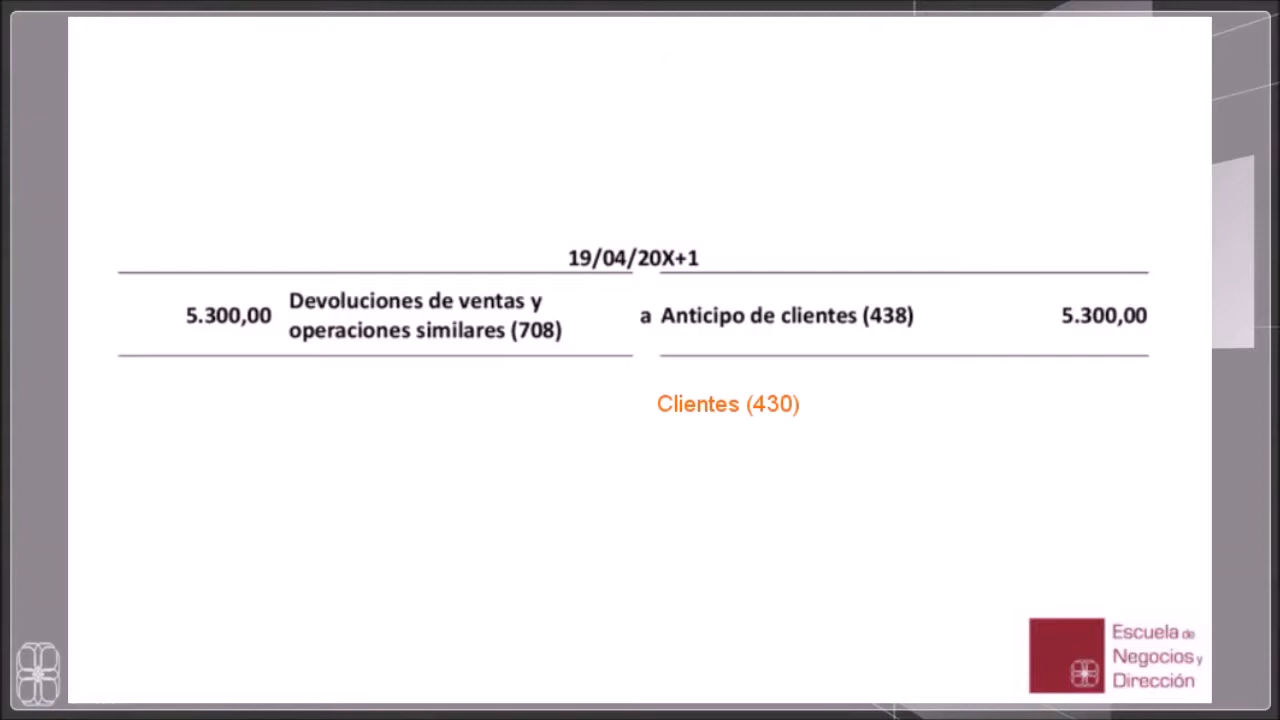 19/04/20X+1
5.300,00 Devoluciones de ventas y operaciones similares (708) a Anticipo de clientes (438) 5.300,00
Clientes (430)
Escuela de
Negocios y
Dirección